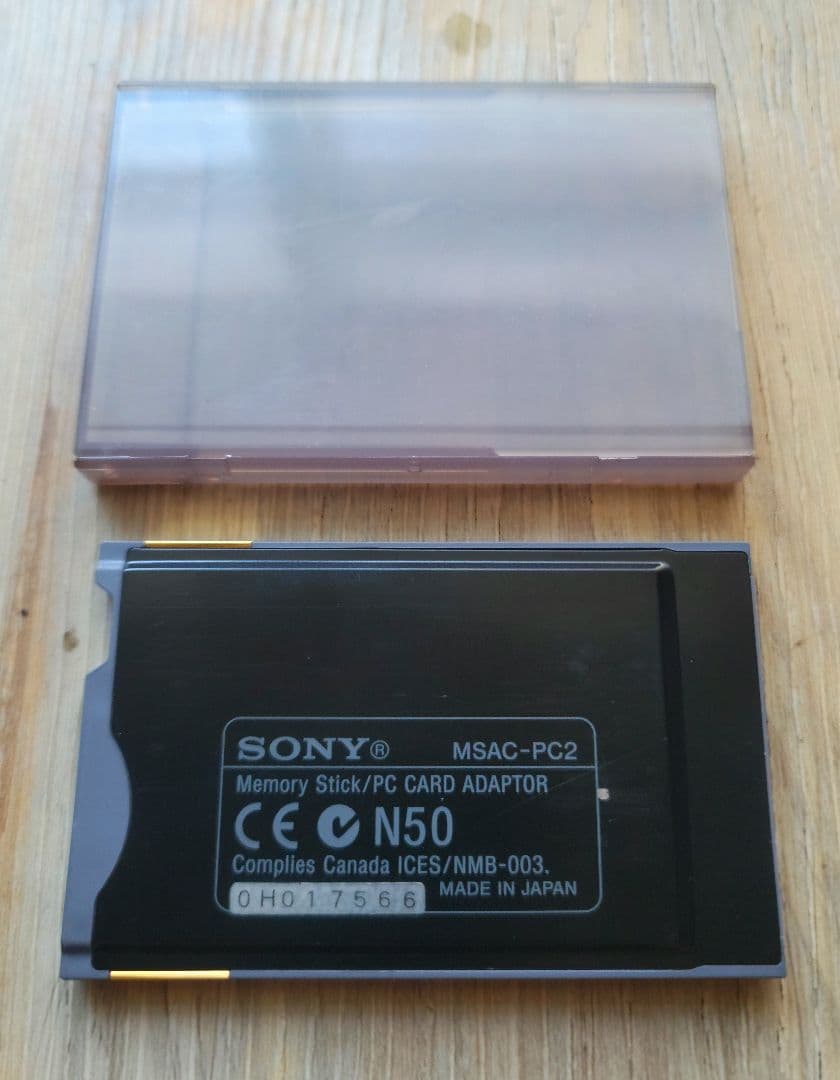 SONY® MSAC-PC2
Memory Stick/PC CARD ADAPTOR
CE N50
Complies Canada ICES/NMB-003.
0H017566 MADE IN JAPAN